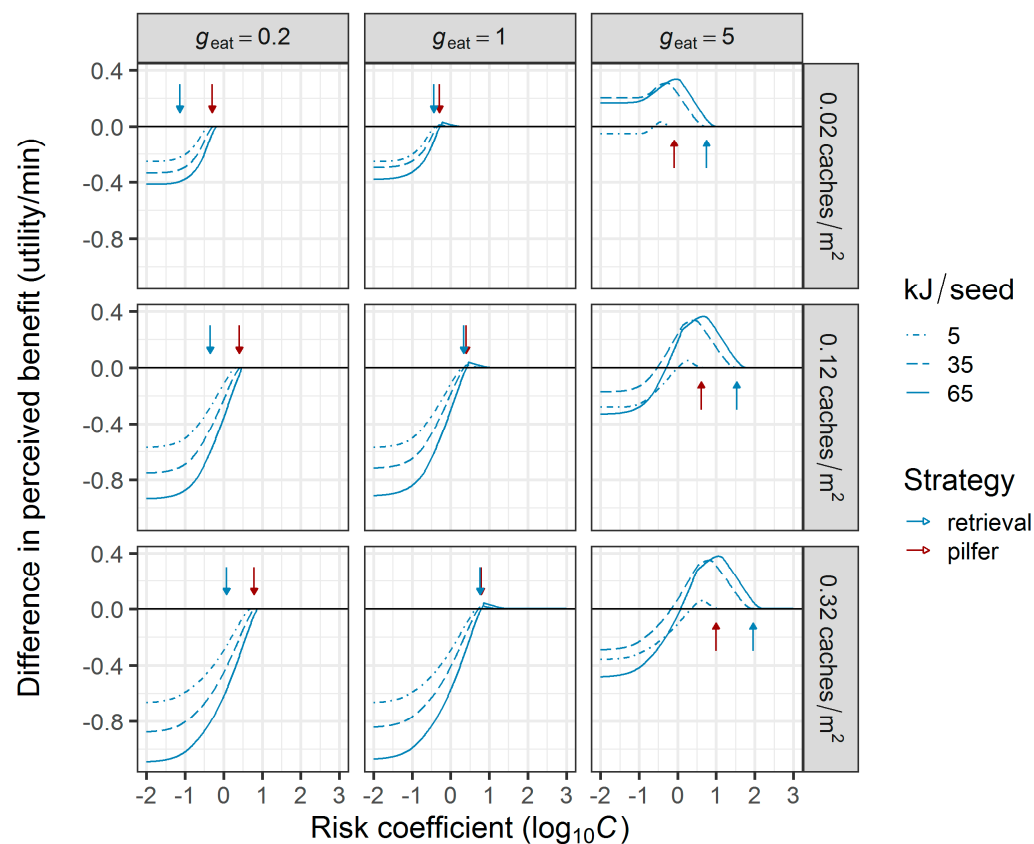 g_eat = 0.2
g_eat = 1
g_eat = 5
Difference in perceived benefit (utility/min)
0.4
0.0
-0.4
-0.8
0.02 caches/m²
0.4
0.0
-0.4
-0.8
0.12 caches/m²
0.4
0.0
-0.4
-0.8
0.32 caches/m²
-2 -1 0 1 2 3
-2 -1 0 1 2 3
-2 -1 0 1 2 3
Risk coefficient (log₁₀C)
kJ/seed
5
35
65
Strategy
retrieval
pilfer